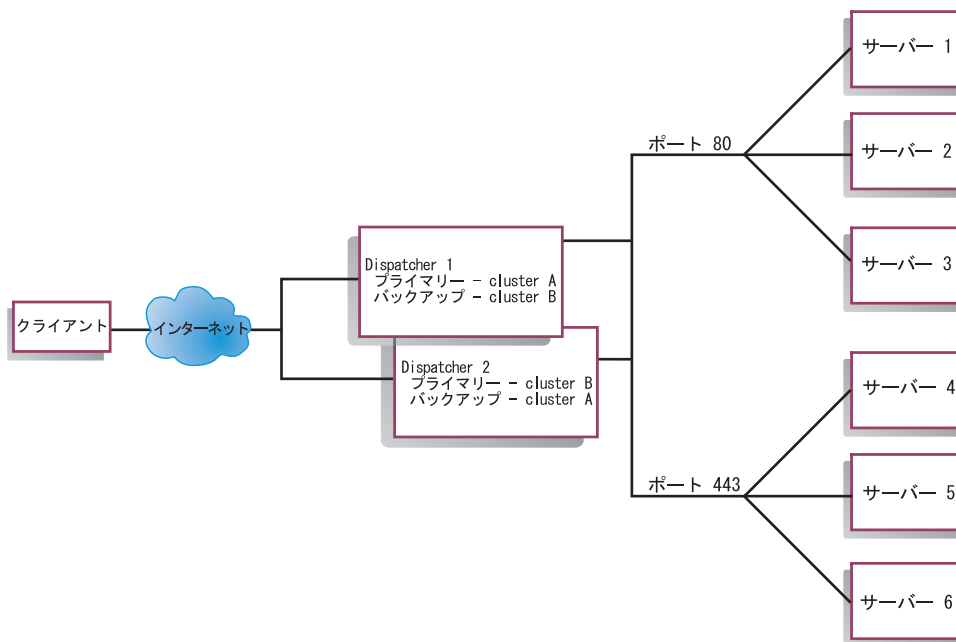 クライアント
インターネット
Dispatcher 1
プライマリー - cluster A
バックアップ - cluster B
Dispatcher 2
プライマリー - cluster B
バックアップ - cluster A
ポート 80
サーバー 1
サーバー 2
サーバー 3
ポート 443
サーバー 4
サーバー 5
サーバー 6